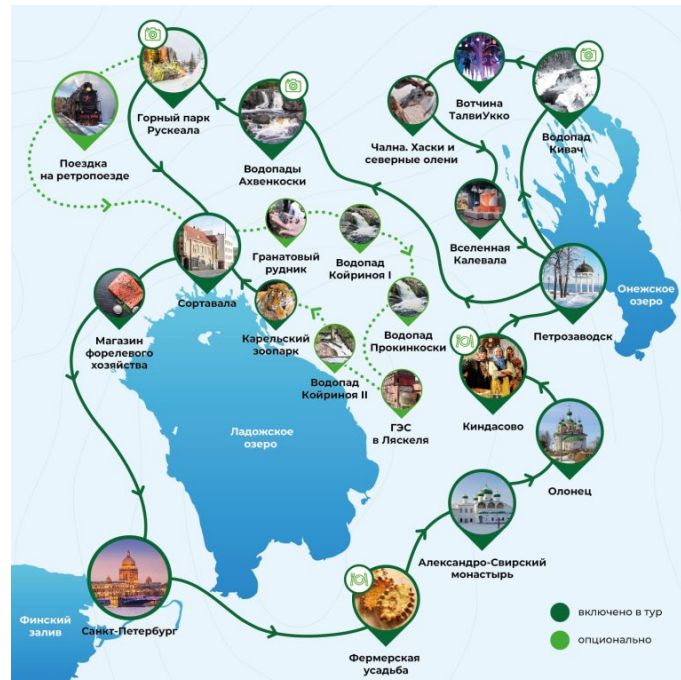 Горный парк
Рускеала
Поездка
на ретропоезде
Водопады
Ахвенкоски
Вотчина
ТалвиУкко
Чална. Хаски и
северные олени
Водопад
Кивач
Вселенная
Калевала
Гранатовый
рудник
Водопад
Койриноя I
Сортавала
Карельский
зоопарк
Водопад
Прокинкоски
Петрозаводск
Онежское
озеро
Магазин
форелевого
хозяйства
Водопад
Койриноя II
ГЭС
в Ляскеля
Киндасово
Ладожское
озеро
Олонец
Александро-Свирский
монастырь
Финский
залив
Санкт-Петербург
Фермерская
усадьба
включено в тур
опционально